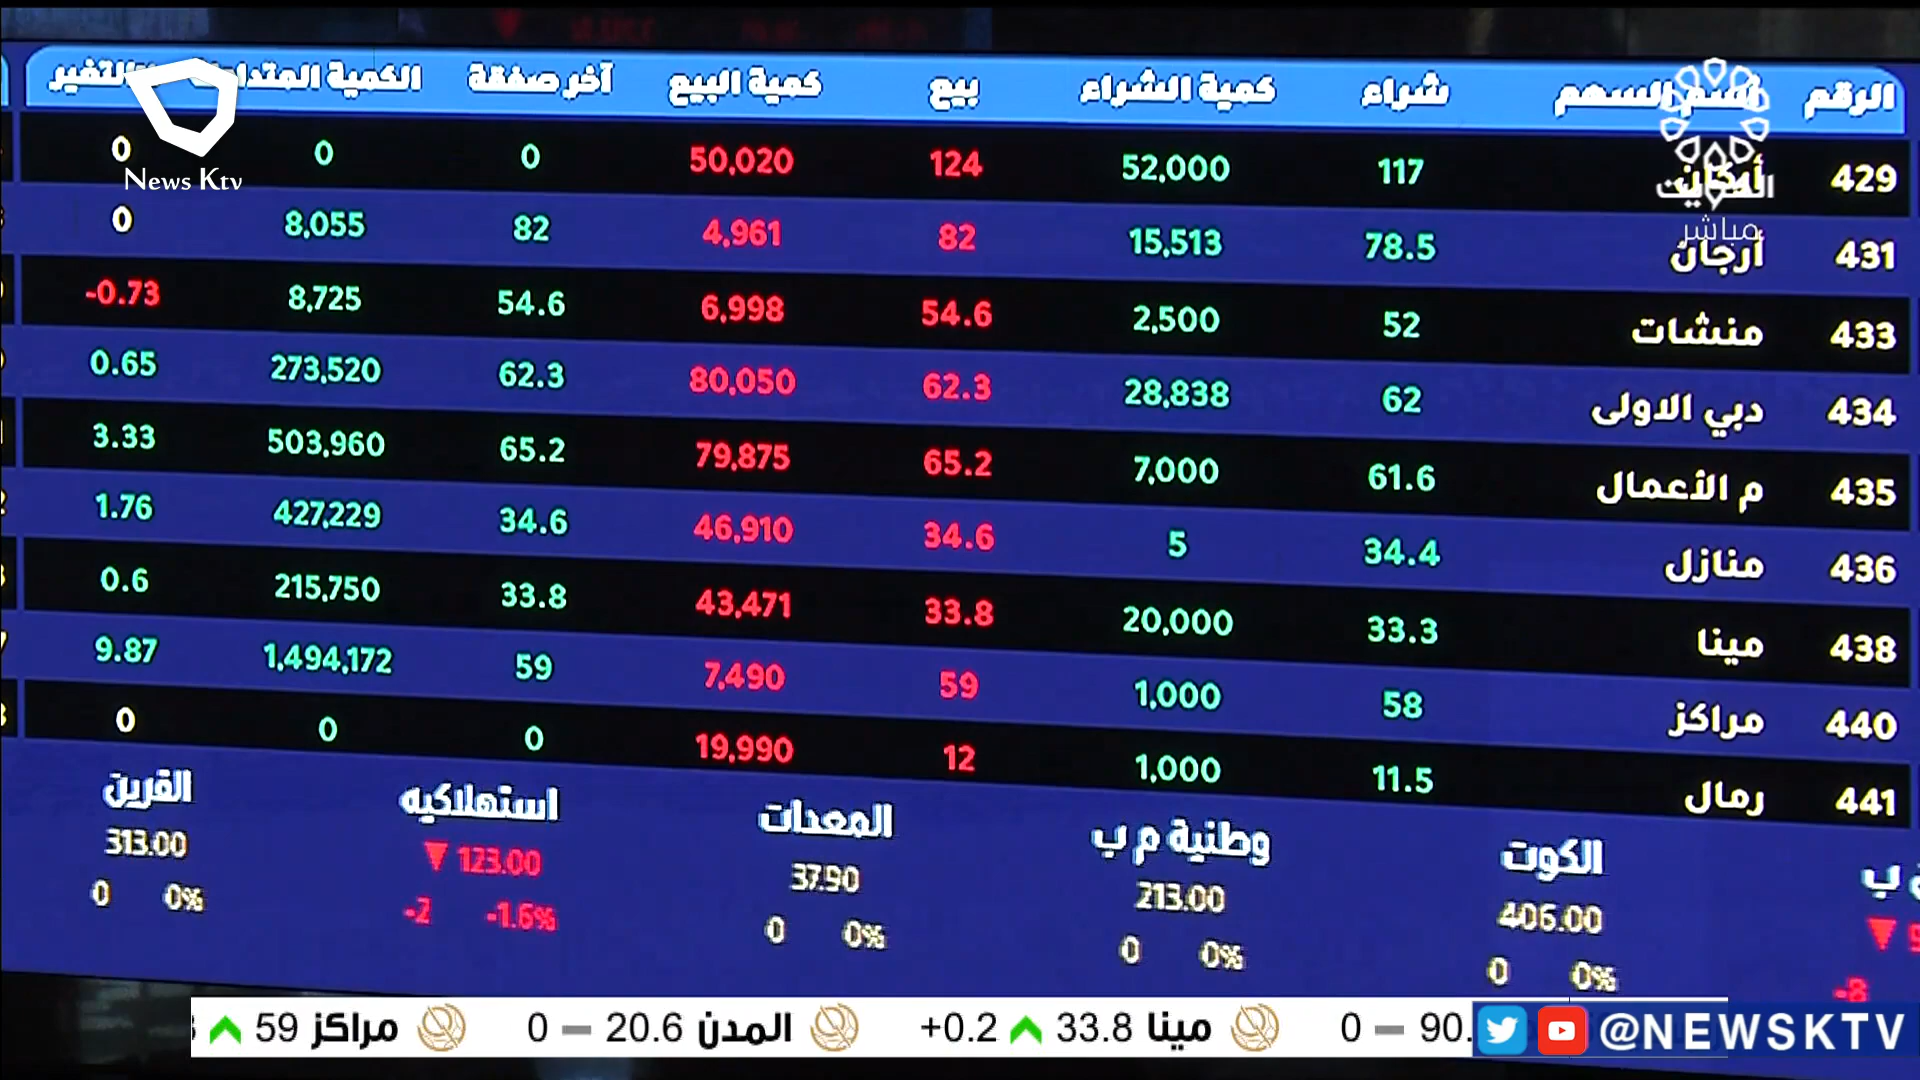 الرقم اسم السهم شراء كمية الشراء بيع كمية البيع آخر صفقة التغير
429 117 52,000 124 50,020 0 0 0
431 أرجان 78.5 15,513 82 4,961 82 8,055 0
433 منشات 52 2,500 54.6 6,998 54.6 8,725 -0.73
434 دبي الاولى 62 28,838 62.3 80,050 62.3 273,520 0.65
435 م الأعمال 61.6 7,000 65.2 79,875 65.2 503,960 3.33
436 منازل 34.4 5 34.6 46,910 34.6 427,229 1.76
438 مينا 33.3 20,000 33.8 43,471 33.8 215,750 0.6
440 مراكز 58 1,000 59 7,490 59 1,494,172 9.87
441 رمال 11.5 1,000 12 19,990 0 0 0
الكوت وطنية م ب المعدات استهلاكيه القرين
406.00 213.00 37.90 ▼ 123.00 313.00
0 0% 0 0% 0 0% -2 -1.6% 0 0%
-8
News Ktv
الكويت
مباشر
90. 0 مينا 33.8 +0.2 المدن 20.6 0 مراكز 59
@NEWSKTV